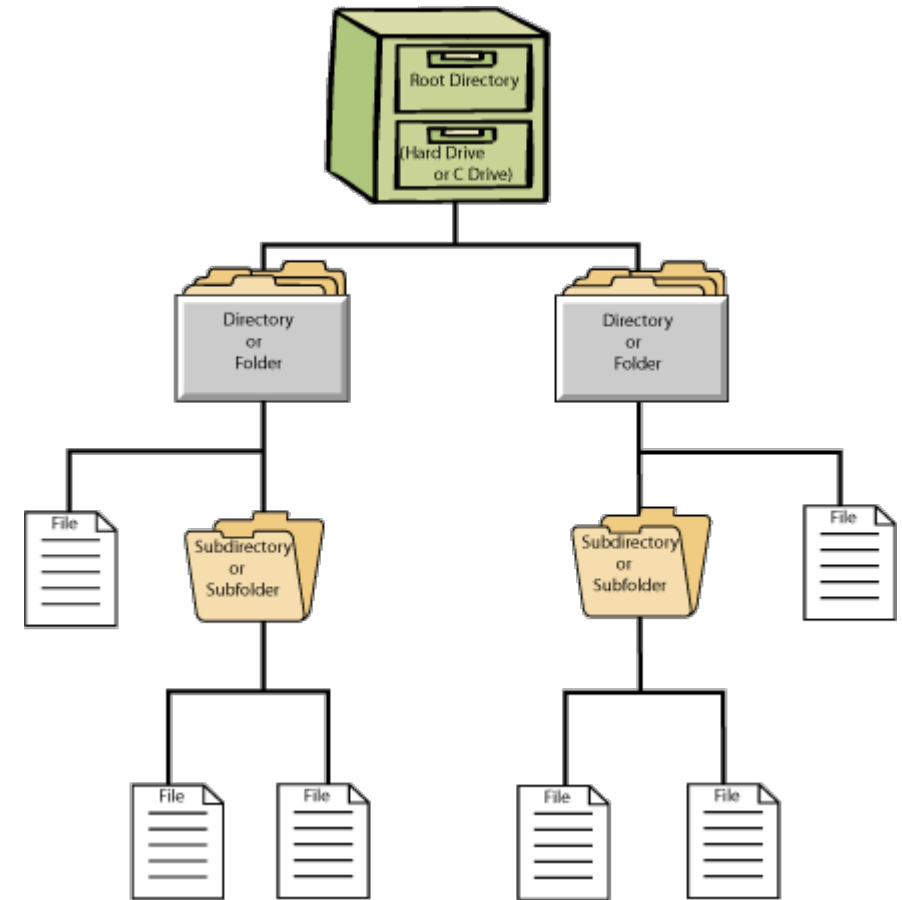 Root Directory
(Hard Drive
or C Drive)
Directory
or
Folder
Directory
or
Folder
File
Subdirectory
or
Subfolder
Subdirectory
or
Subfolder
File
File
File
File
File